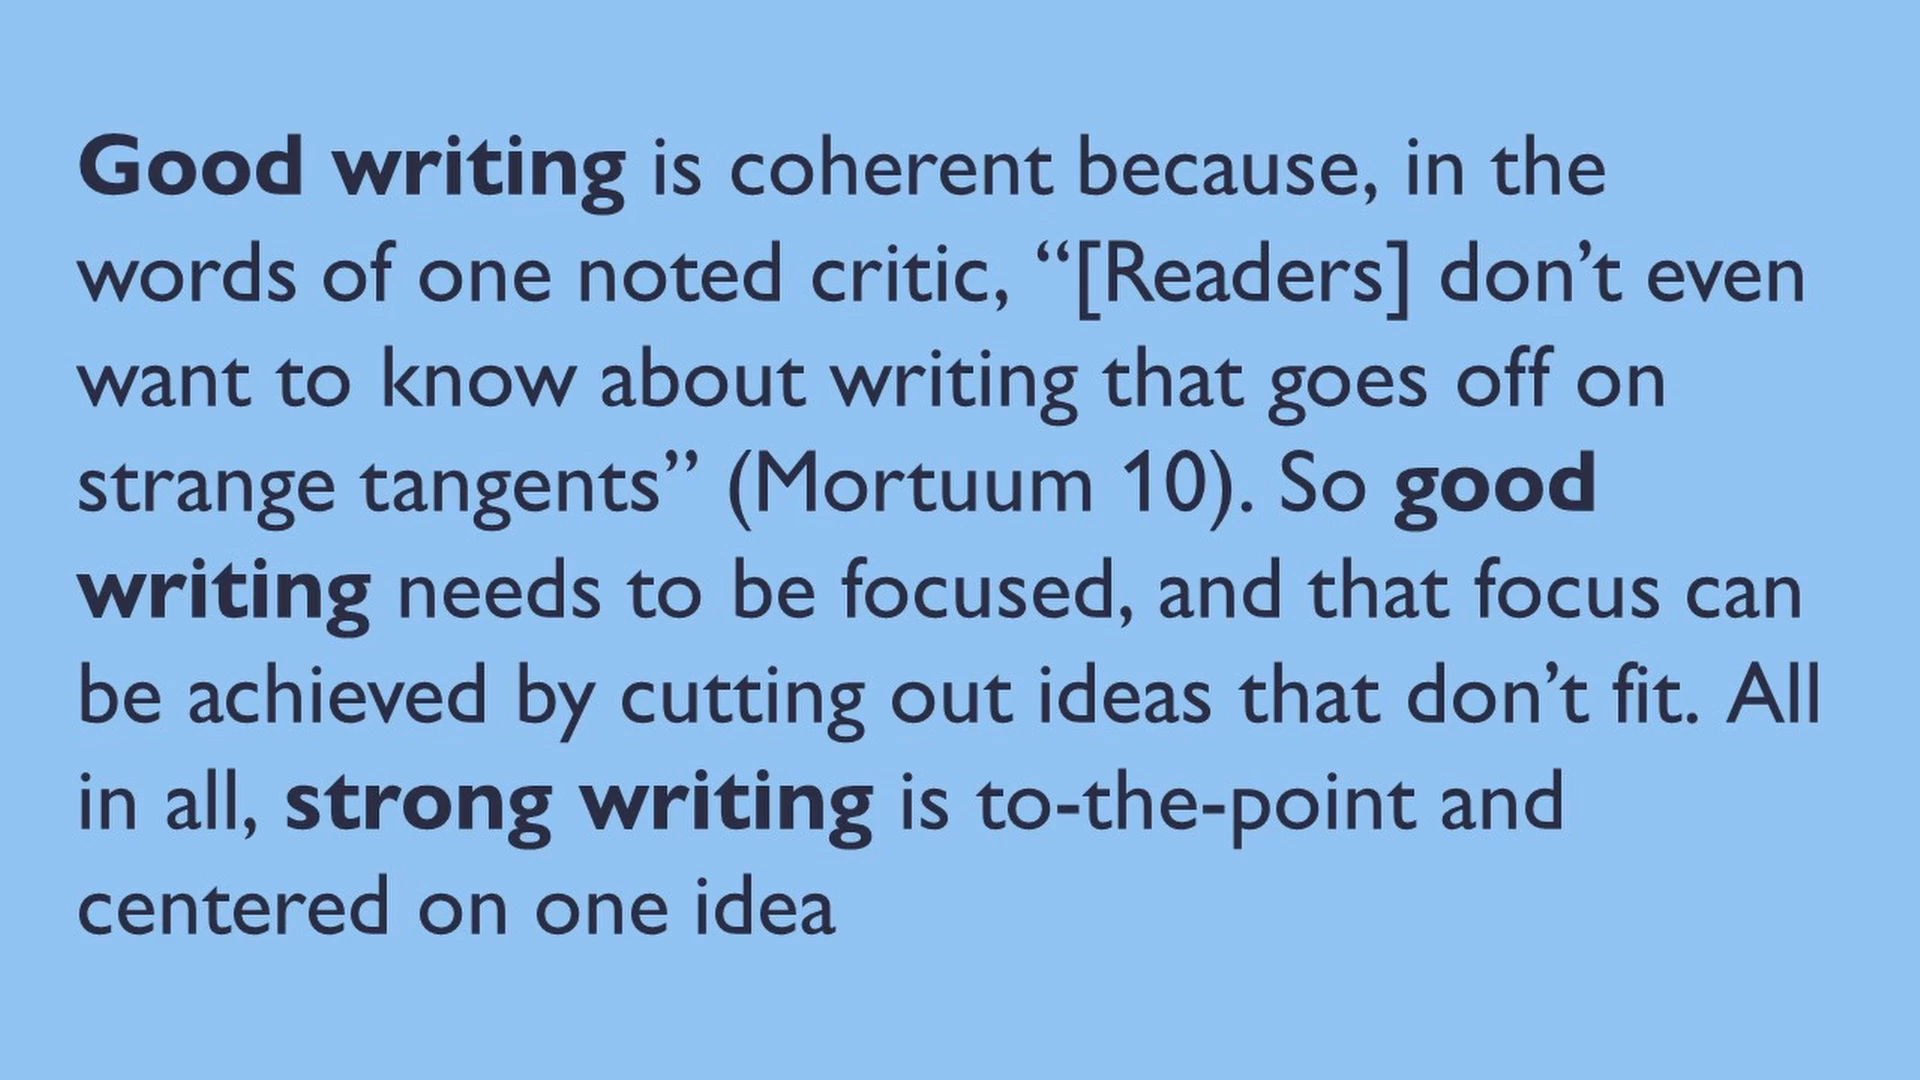 Good writing is coherent because, in the
words of one noted critic, “[Readers] don’t even
want to know about writing that goes off on
strange tangents” (Mortuum 10). So good
writing needs to be focused, and that focus can
be achieved by cutting out ideas that don’t fit. All
in all, strong writing is to-the-point and
centered on one idea